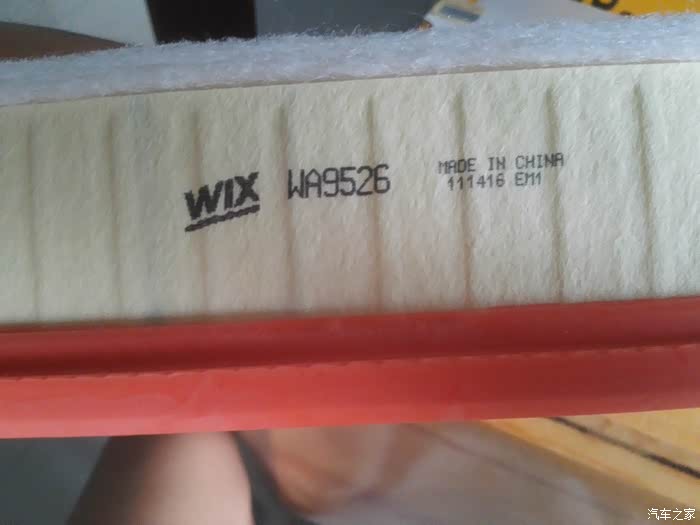 WIX WA9526
MADE IN CHINA
111416 EM1
汽车之家